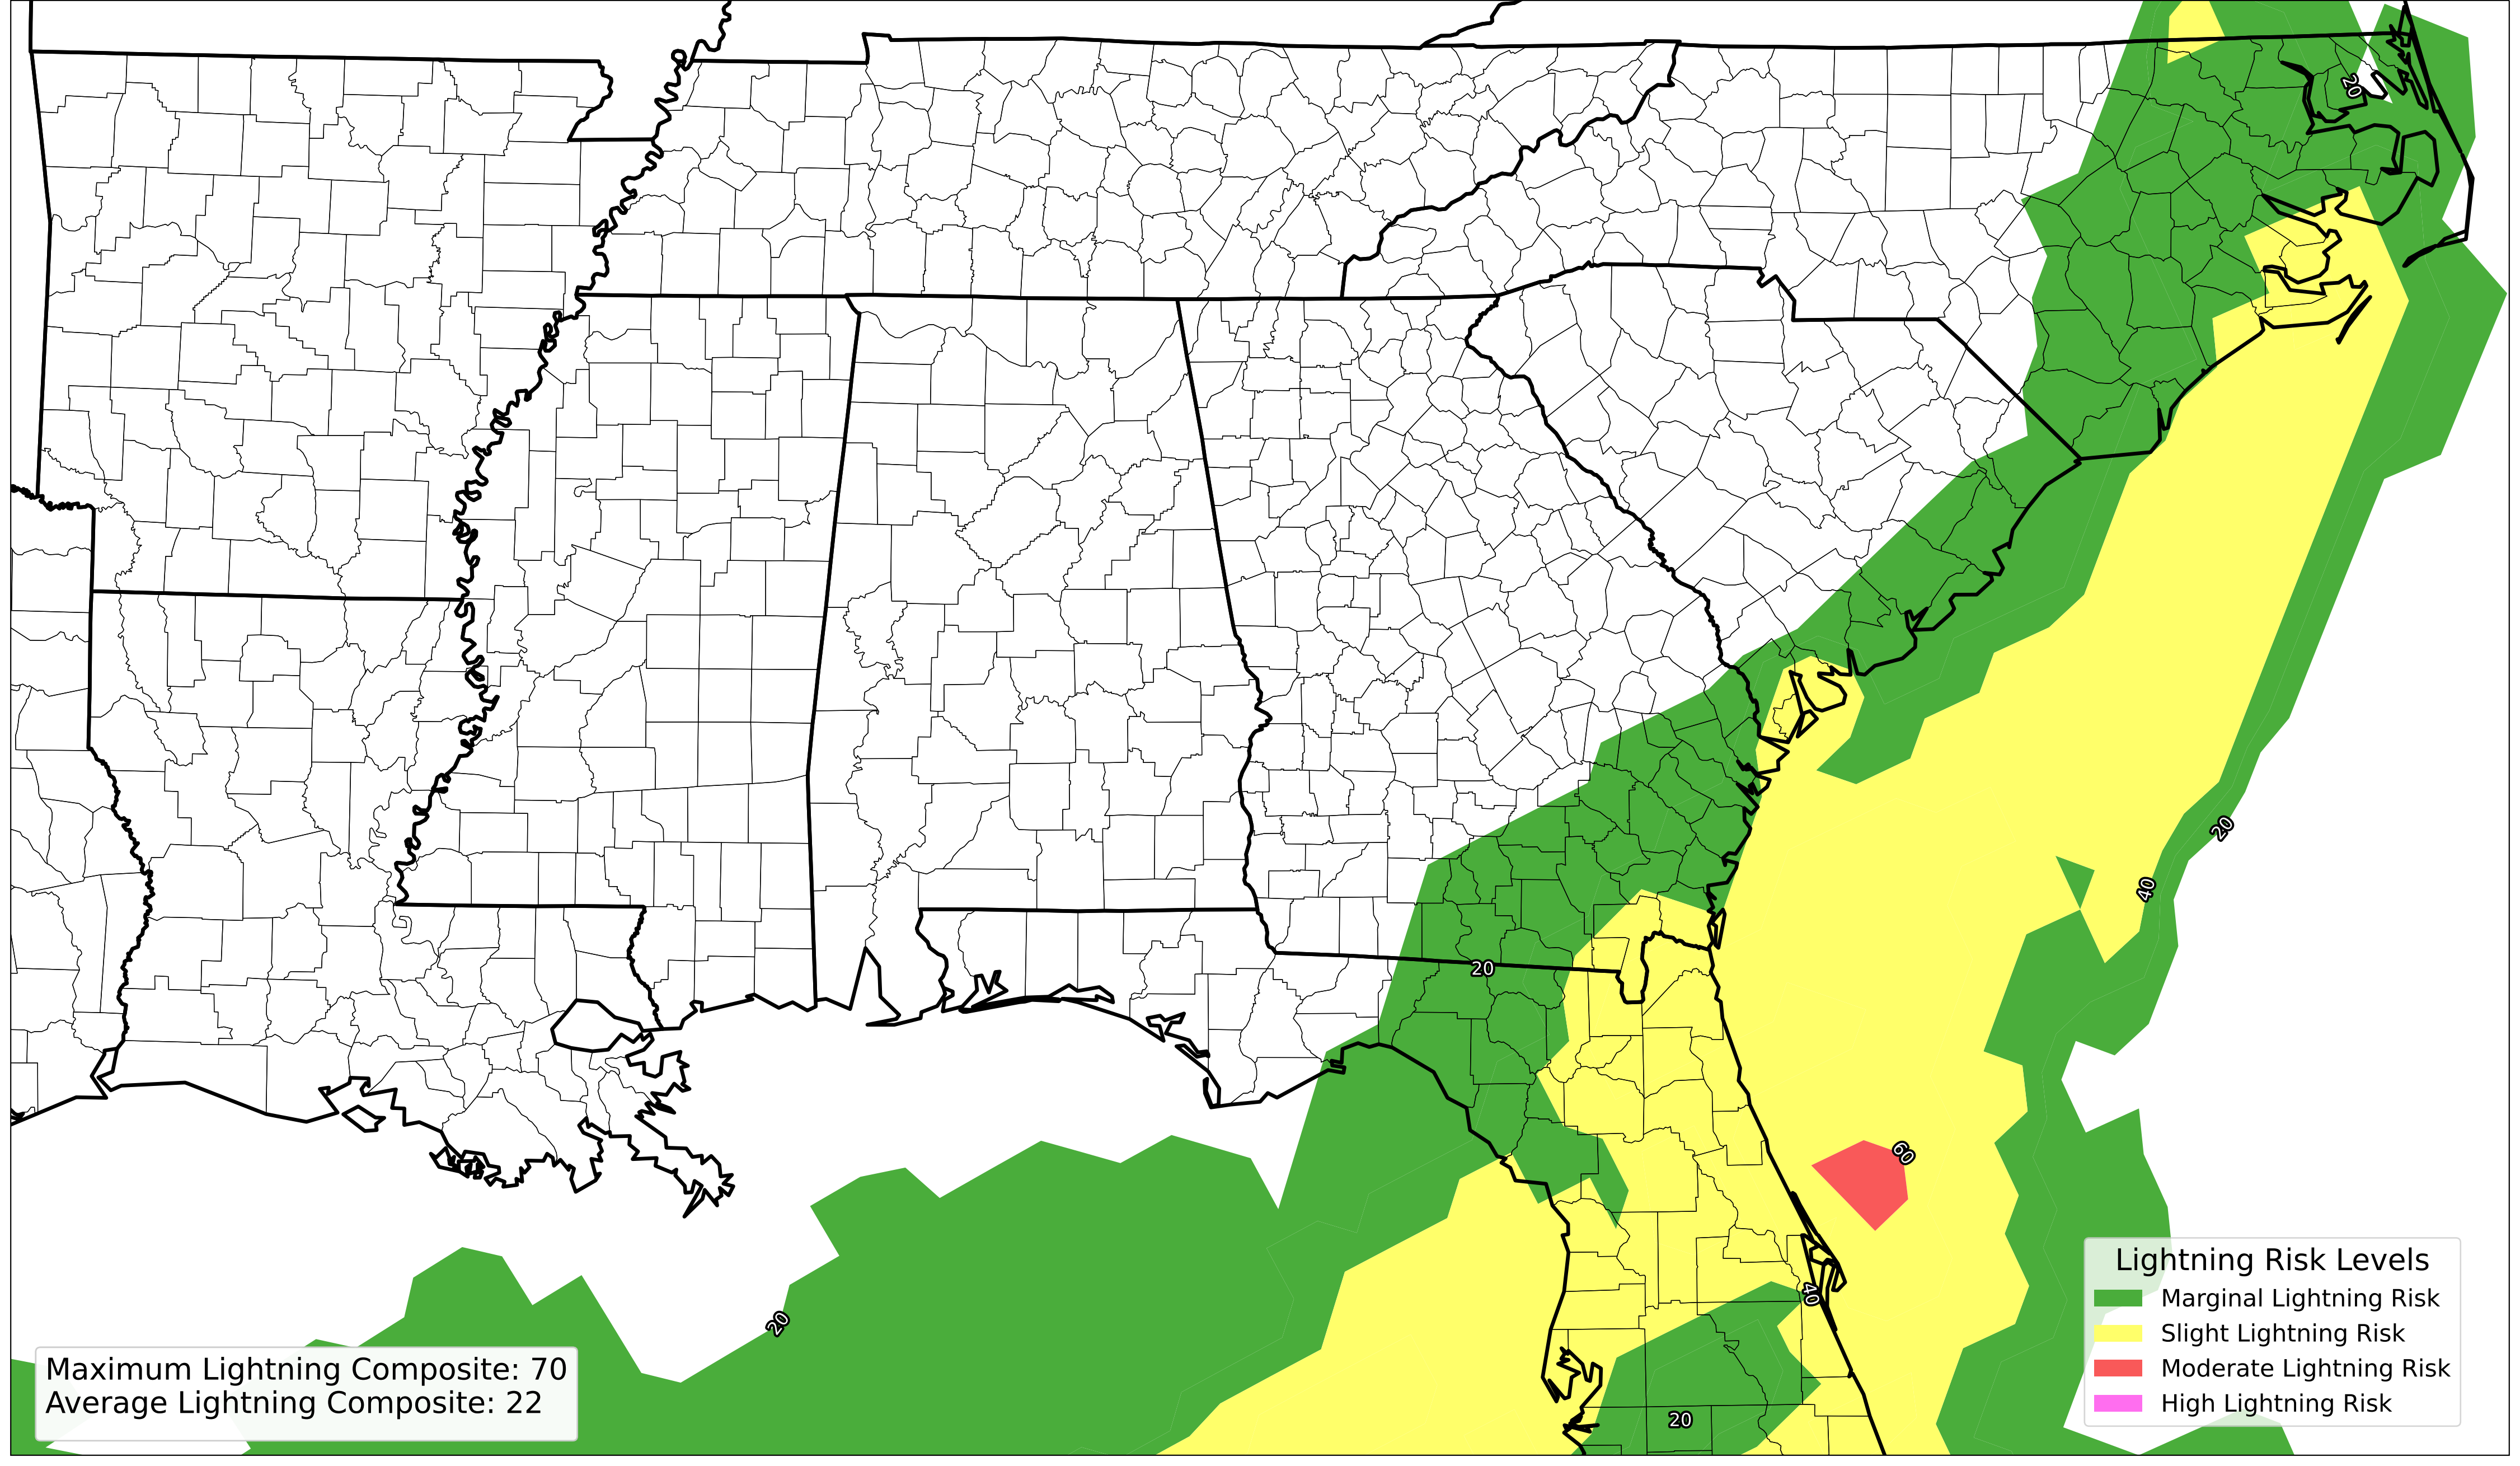 20
20
20
40
60
40
20
20
Lightning Risk Levels
Marginal Lightning Risk
Slight Lightning Risk
Moderate Lightning Risk
High Lightning Risk
Maximum Lightning Composite: 70
Average Lightning Composite: 22